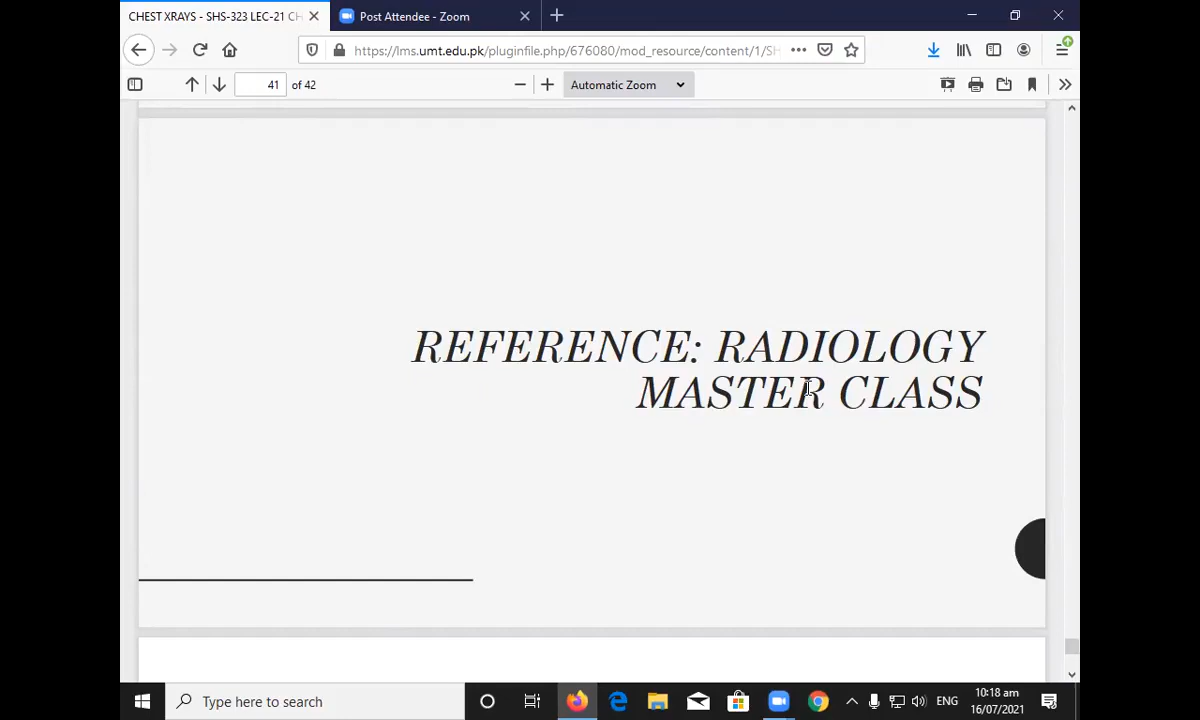 CHEST XRAYS - SHS-323 LEC-21 CH
Post Attendee - Zoom
https://lms.umt.edu.pk/pluginfile.php/676080/mod_resource/content/1/SH
41 of 42
Automatic Zoom
REFERENCE: RADIOLOGY
MASTER CLASS
Type here to search
ENG
10:18 am
16/07/2021